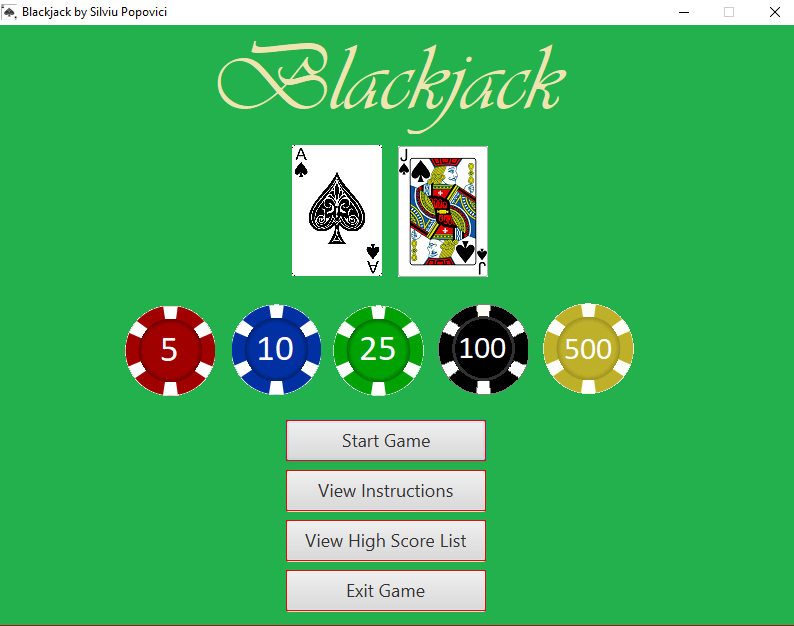 Blackjack by Silviu Popovici
Blackjack
A
A
J
J
5
10
25
100
500
Start Game
View Instructions
View High Score List
Exit Game